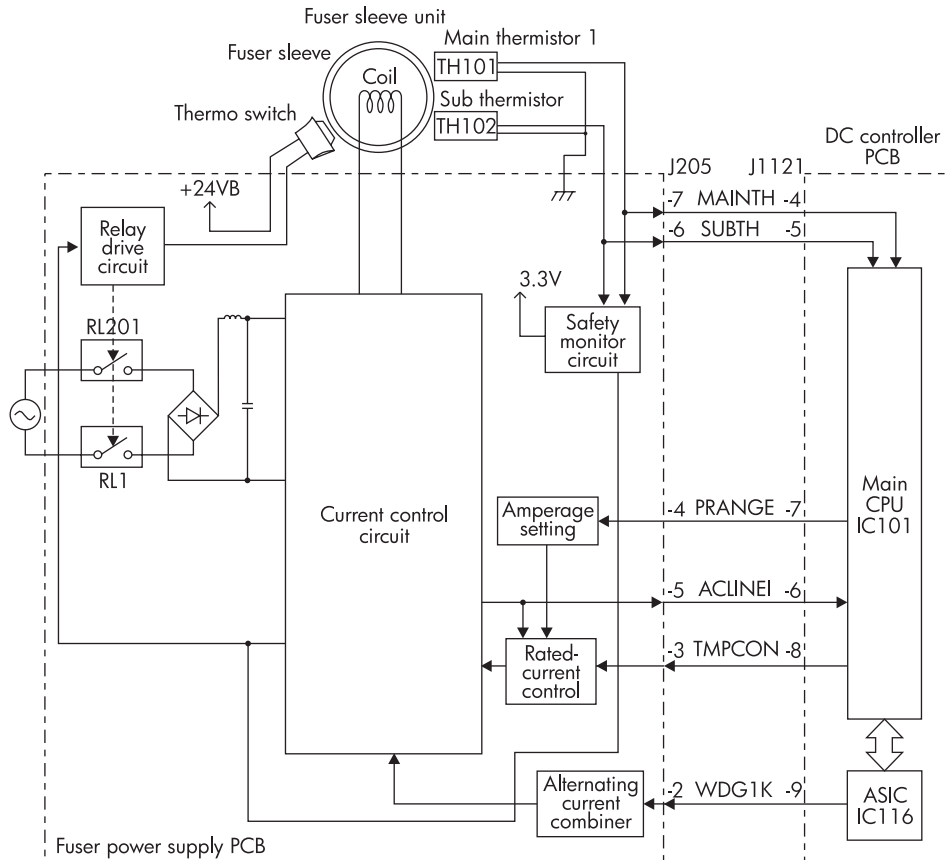 Fuser sleeve unit
Fuser sleeve
Main thermistor 1
TH101
Coil
Sub thermistor
TH102
Thermo switch
DC controller
PCB
J205 J1121
+24VB
-7 MAINTH -4
-6 SUBTH -5
Relay
drive
circuit
3.3V
RL201
Safety
monitor
circuit
RL1
Current control
circuit
Amperage
setting
-4 PRANGE -7
Main
CPU
IC101
-5 ACLINEI -6
Rated-
current
control
-3 TMPCON -8
Alternating
current
combiner
-2 WDG1K -9
ASIC
IC116
Fuser power supply PCB